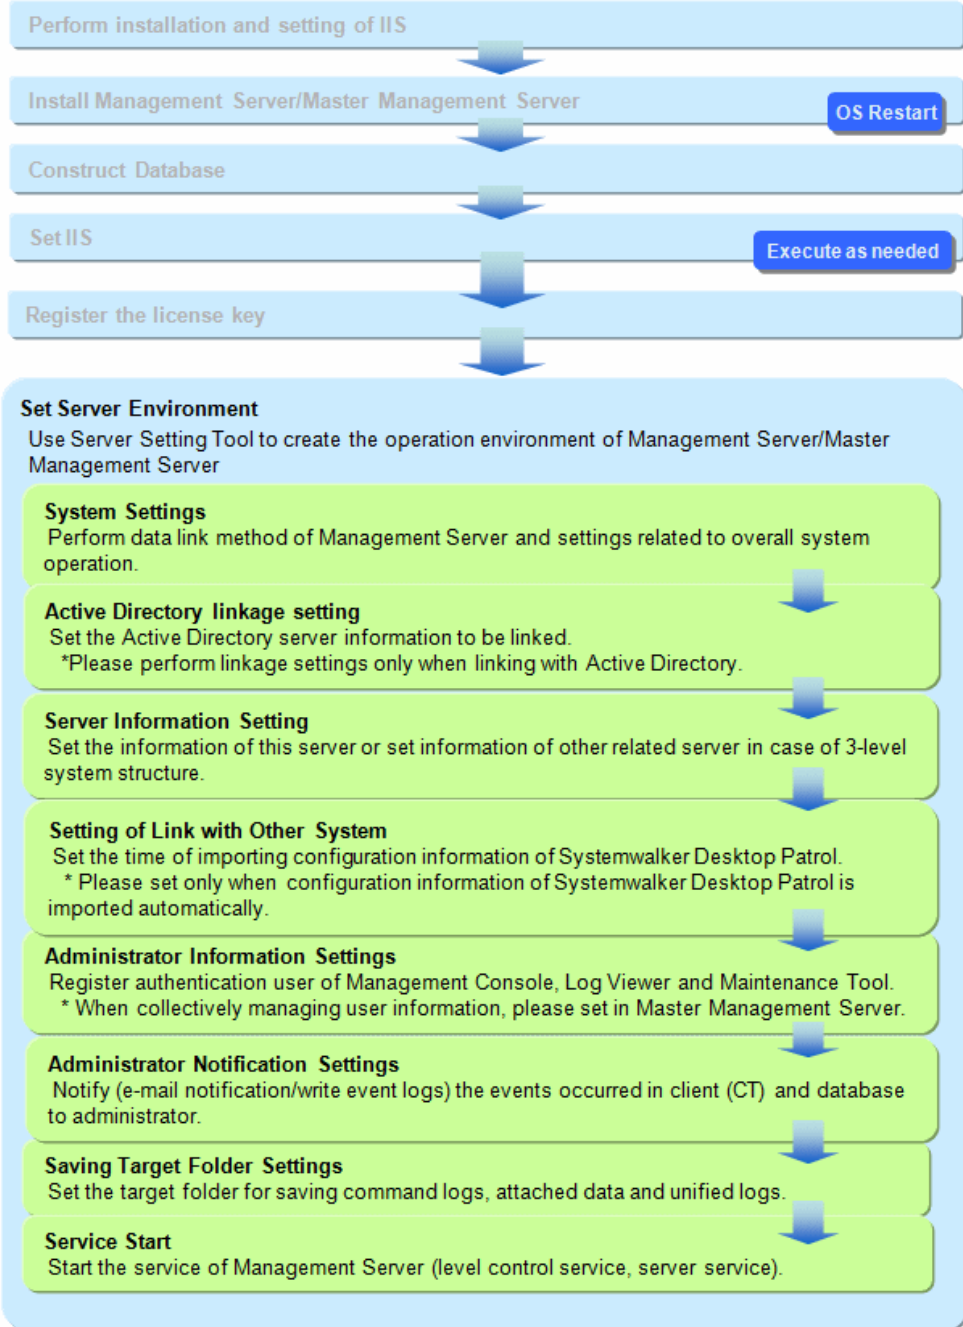 Perform installation and setting of IIS
Install Management Server/Master Management Server
OS Restart
Construct Database
Set IIS
Execute as needed
Register the license key
Set Server Environment
Use Server Setting Tool to create the operation environment of Management Server/Master
Management Server
System Settings
Perform data link method of Management Server and settings related to overall system
operation.
Active Directory linkage setting
Set the Active Directory server information to be linked.
*Please perform linkage settings only when linking with Active Directory.
Server Information Setting
Set the information of this server or set information of other related server in case of 3-level
system structure.
Setting of Link with Other System
Set the time of importing configuration information of Systemwalker Desktop Patrol.
* Please set only when configuration information of Systemwalker Desktop Patrol is
imported automatically.
Administrator Information Settings
Register authentication user of Management Console, Log Viewer and Maintenance Tool.
* When collectively managing user information, please set in Master Management Server.
Administrator Notification Settings
Notify (e-mail notification/write event logs) the events occurred in client (CT) and database
to administrator.
Saving Target Folder Settings
Set the target folder for saving command logs, attached data and unified logs.
Service Start
Start the service of Management Server (level control service, server service).